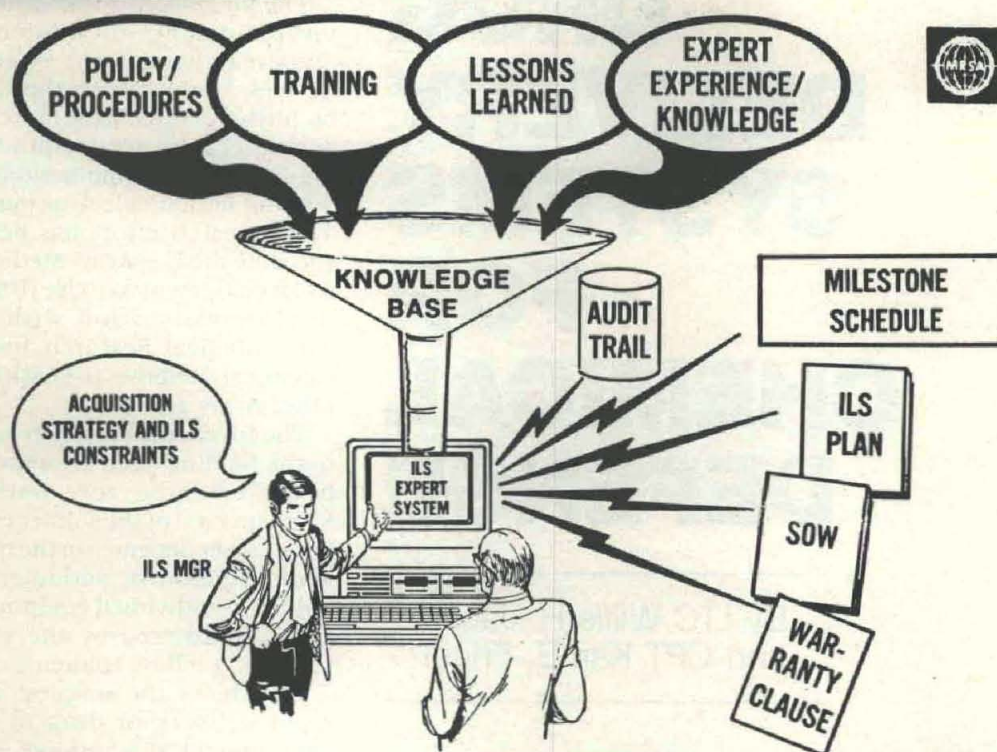 POLICY/
PROCEDURES
TRAINING
LESSONS
LEARNED
EXPERT
EXPERIENCE/
KNOWLEDGE
MRSA
KNOWLEDGE
BASE
AUDIT
TRAIL
MILESTONE
SCHEDULE
ILS
PLAN
SOW
WAR-
RANTY
CLAUSE
ACQUISITION
STRATEGY AND ILS
CONSTRAINTS
ILS
EXPERT
SYSTEM
ILS MGR